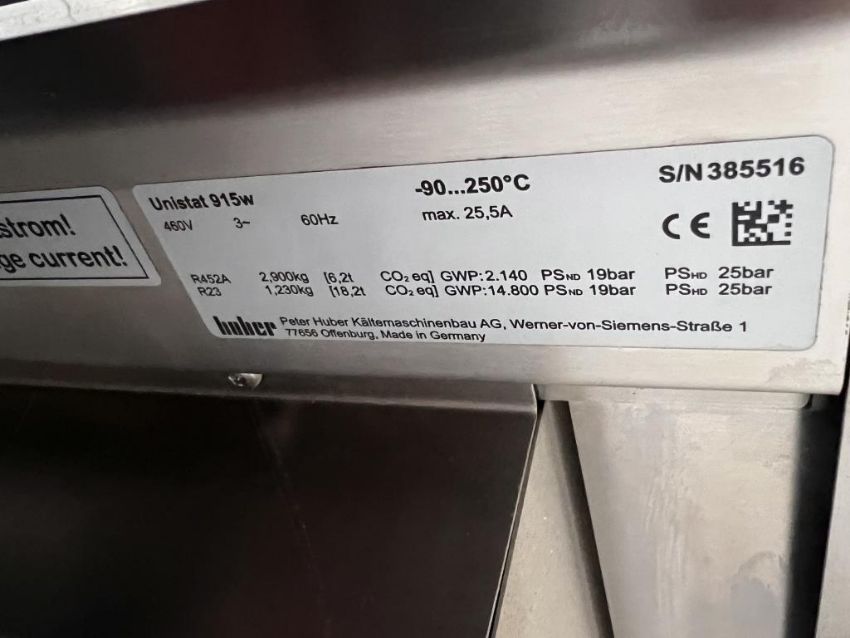 strom!
ge current!
Unistat 915w
-90...250°C
S/N 385516
460V 3~ 60Hz
max. 25,5A
CE
R452A 2,900kg [6,2t CO₂ eq] GWP:2.140 PSND 19bar PSHD 25bar
R23 1,230kg [18,2t CO₂ eq] GWP:14.800 PSND 19bar PSHD 25bar
huber
Peter Huber Kältemaschinenbau AG, Werner-von-Siemens-Straße 1
77656 Offenburg, Made in Germany